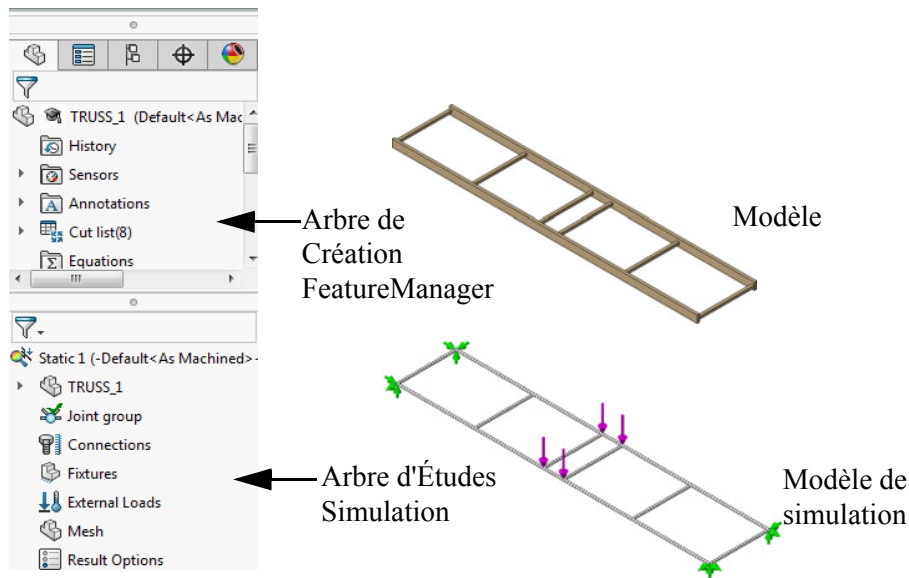 TRUSS_1 (Default<As Mac
History
Sensors
Annotations
Cut list(8)
Equations
Arbre de
Création
FeatureManager
Modèle
Static 1 (-Default<As Machined>-
TRUSS_1
Joint group
Connections
Fixtures
External Loads
Mesh
Result Options
Arbre d'Études
Simulation
Modèle de
simulation